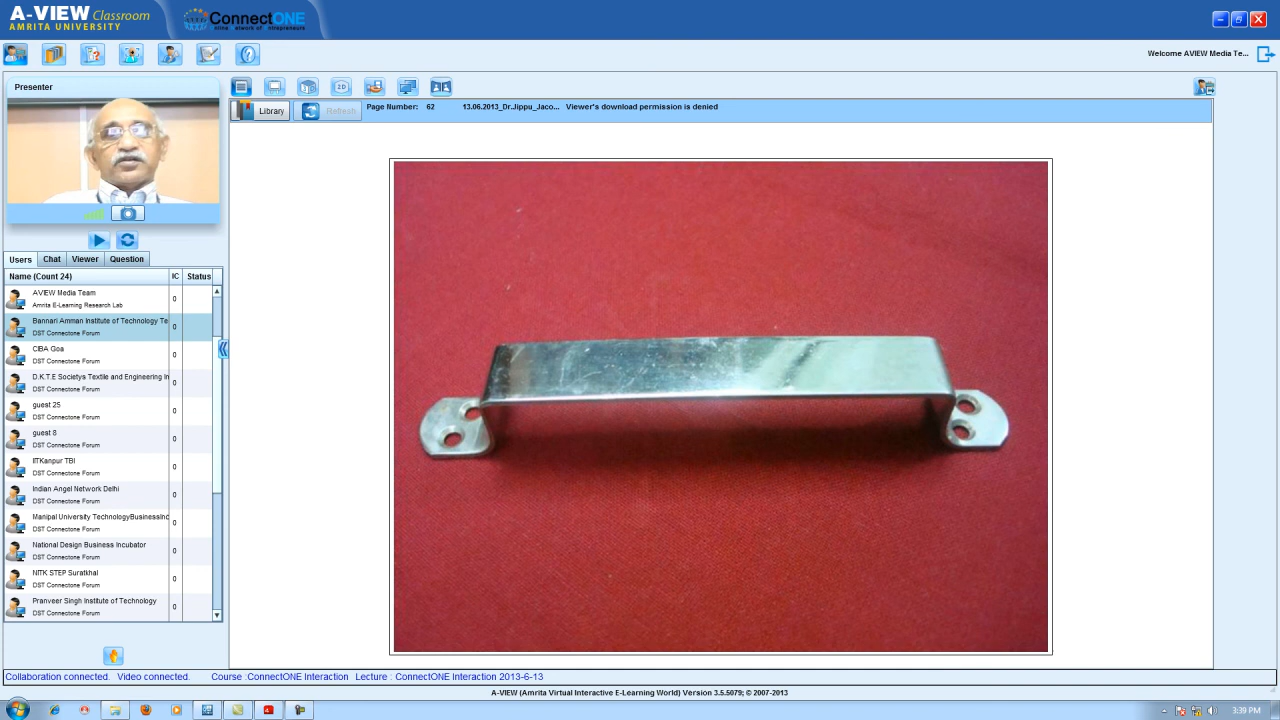 A-VIEW Classroom
AMRITA UNIVERSITY
ConnectONE
Online Network of Entrepreneurs
Welcome AVIEW Media Te...
Presenter
Library
Refresh
Page Number: 62 13.06.2013_Dr.Jippu_Jaco... Viewer's download permission is denied
Users Chat Viewer Question
Name (Count 24) IC Status
AVIEW Media Team
Amrita E-Learning Research Lab
0
Bannari Amman Institute of Technology Te
DST Connectone Forum
0
CIBA Goa
DST Connectone Forum
0
D.K.T.E Societys Textile and Engineering In
DST Connectone Forum
0
guest 25
DST Connectone Forum
0
guest 8
DST Connectone Forum
0
IITKanpur TBI
DST Connectone Forum
0
Indian Angel Network Delhi
DST Connectone Forum
0
Manipal University TechnologyBusinessInc
DST Connectone Forum
0
National Design Business Incubator
DST Connectone Forum
0
NITK STEP Suratkhal
DST Connectone Forum
0
Pranveer Singh Institute of Technology
DST Connectone Forum
0
Collaboration connected. Video connected. Course :ConnectONE Interaction Lecture : ConnectONE Interaction 2013-6-13
A-VIEW (Amrita Virtual Interactive E-Learning World) Version 3.5.5079; © 2007-2013
3:39 PM